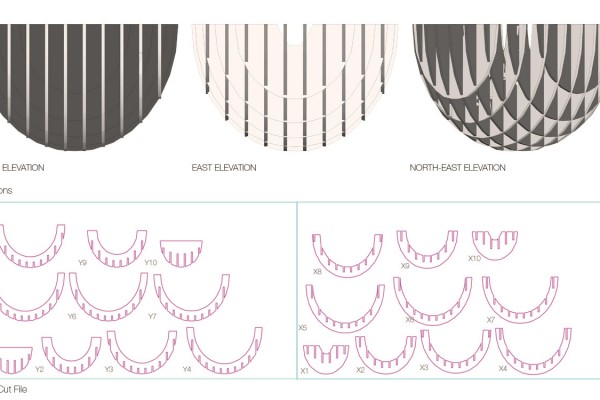 ELEVATION
EAST ELEVATION
NORTH-EAST ELEVATION
ons
Y9
Y10
X8
X9
X10
Y6
Y7
X5
X6
X7
Y2
Y3
Y4
X1
X2
X3
X4
Cut File